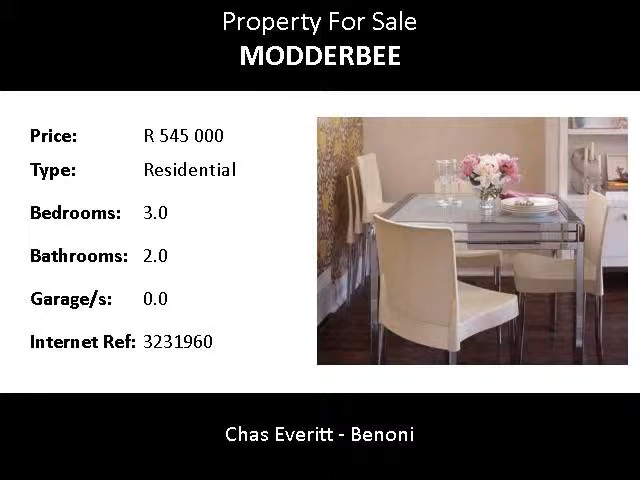 Property For Sale
MODDERBEE
Price: R 545 000
Type: Residential
Bedrooms: 3.0
Bathrooms: 2.0
Garage/s: 0.0
Internet Ref: 3231960
Chas Everitt - Benoni